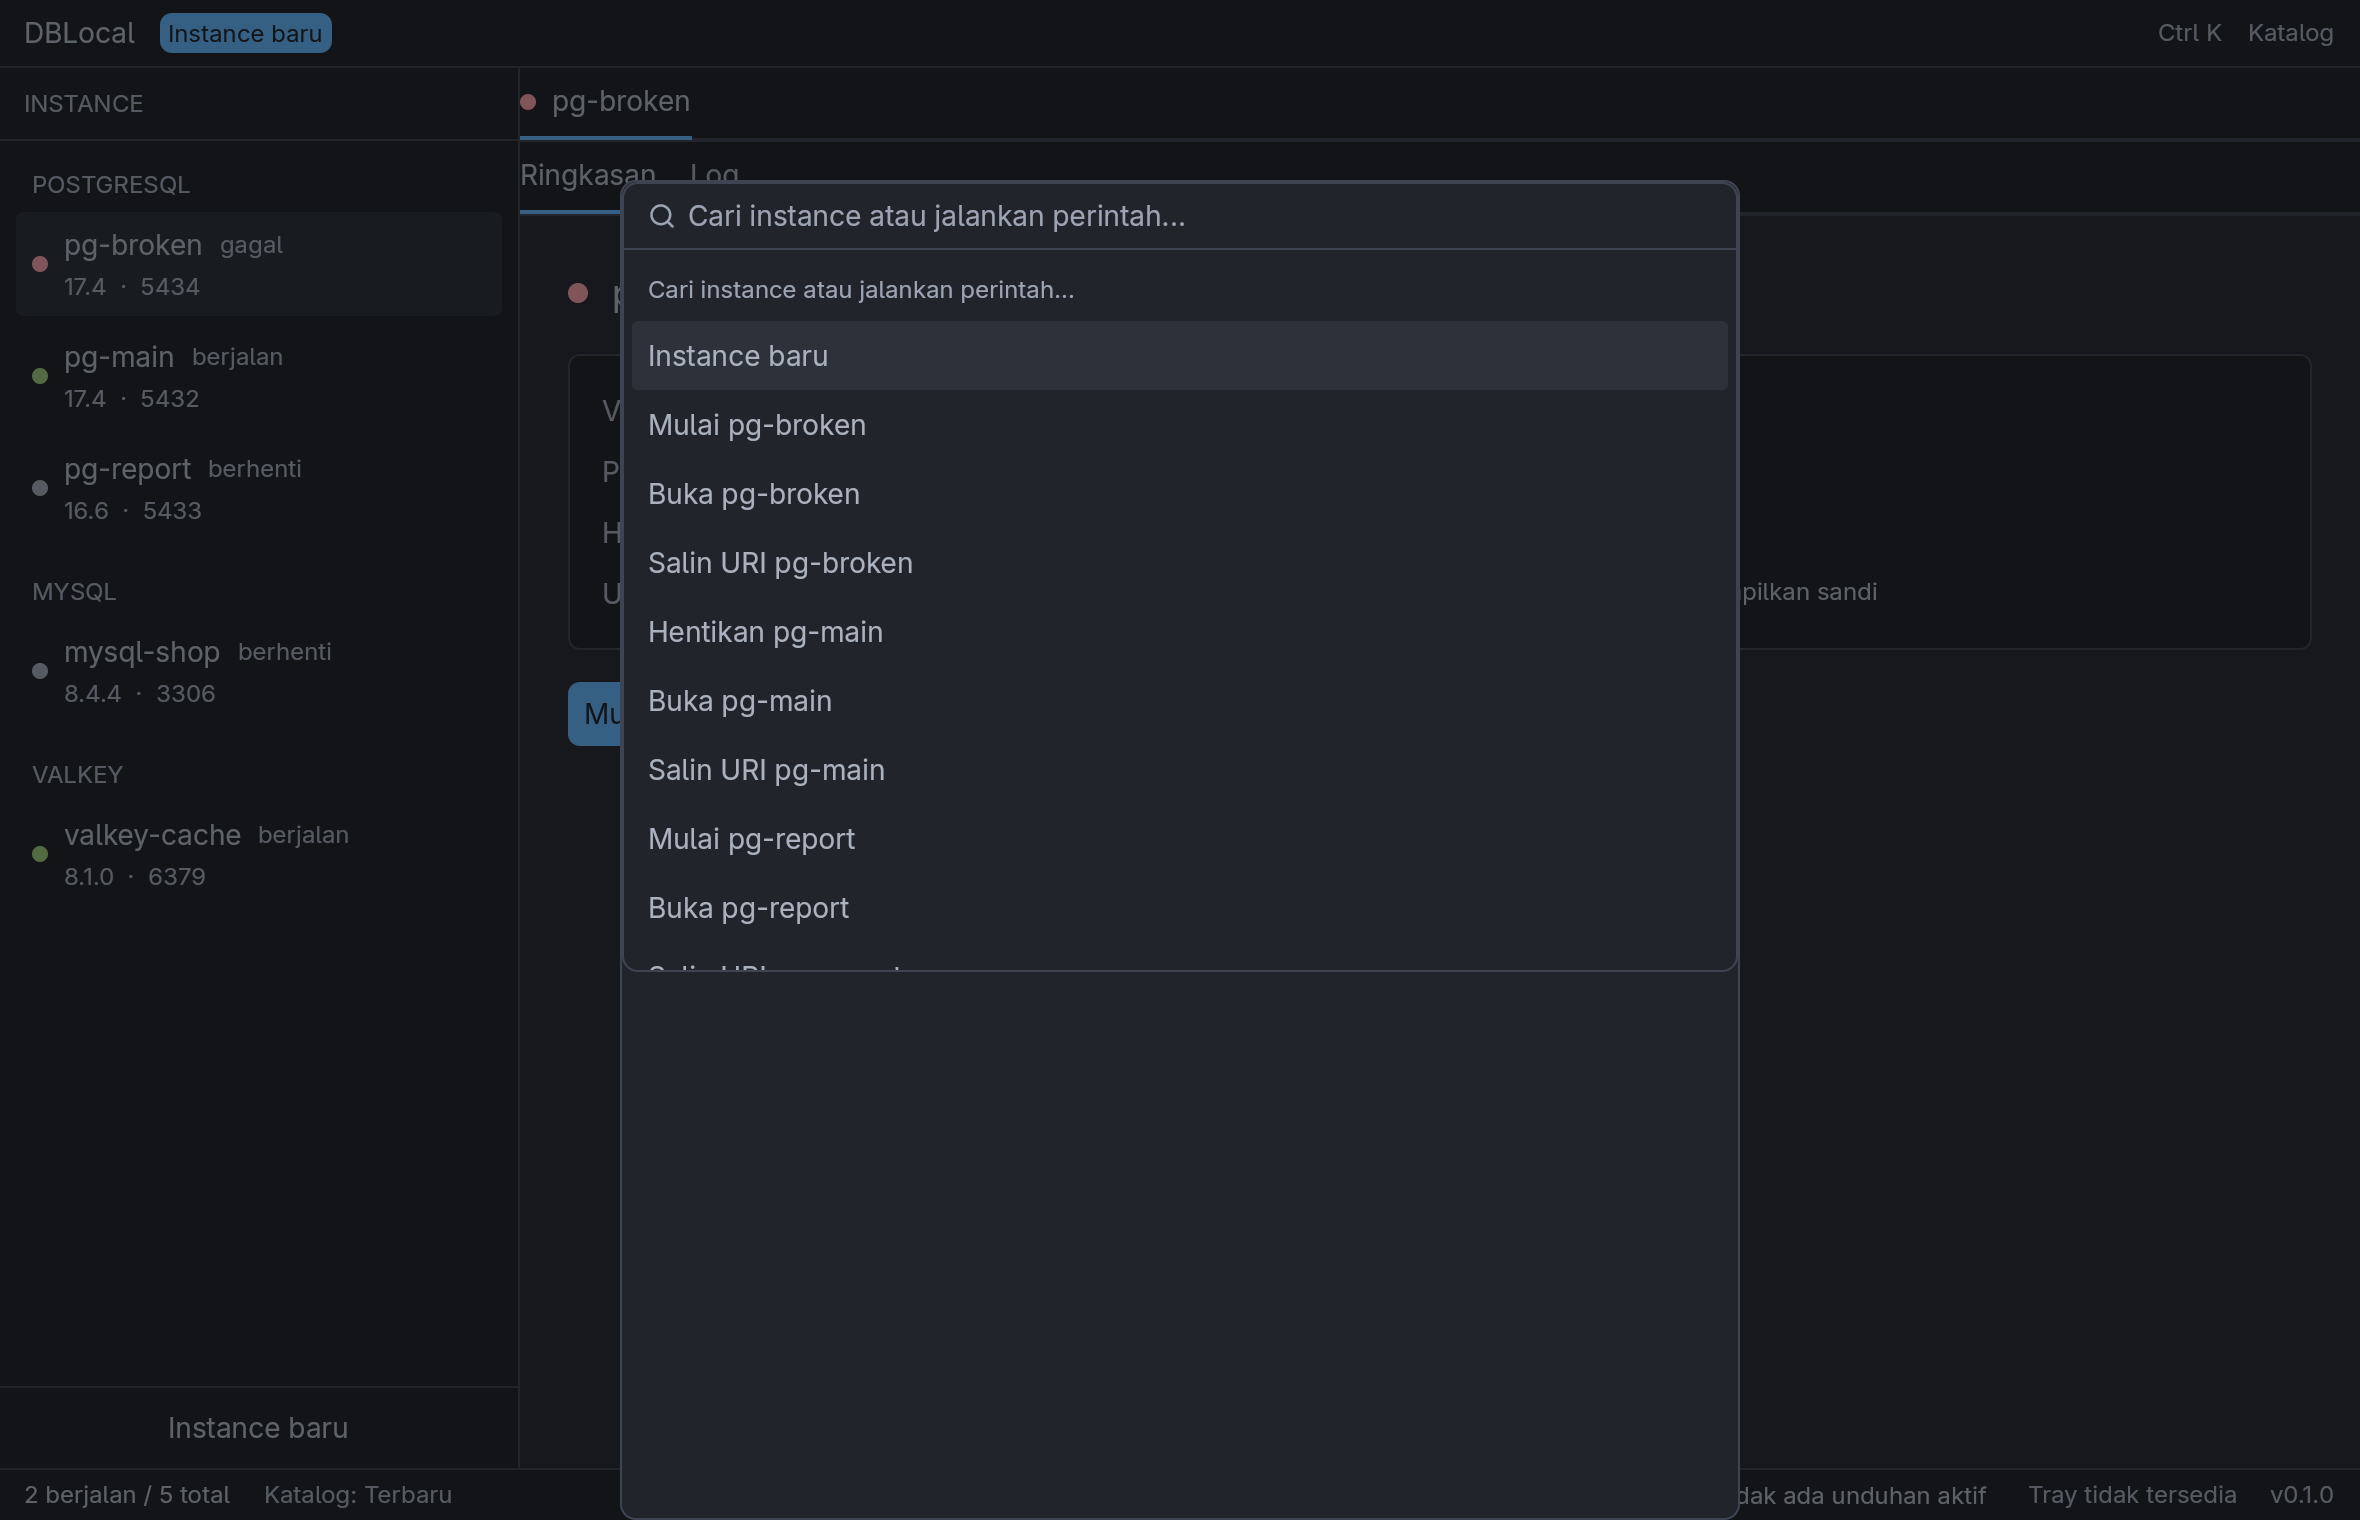 DBLocal
Instance baru
Ctrl K
Katalog
INSTANCE
pg-broken
Ringkasan
Log
POSTGRESQL
pg-broken gagal
17.4 · 5434
pg-main berjalan
17.4 · 5432
pg-report berhenti
16.6 · 5433
MYSQL
mysql-shop berhenti
8.4.4 · 3306
VALKEY
valkey-cache berjalan
8.1.0 · 6379
Instance baru
Cari instance atau jalankan perintah...
Cari instance atau jalankan perintah...
Instance baru
Mulai pg-broken
Buka pg-broken
Salin URI pg-broken
Hentikan pg-main
Buka pg-main
Salin URI pg-main
Mulai pg-report
Buka pg-report
sandi
2 berjalan / 5 total
Katalog: Terbaru
ada unduhan aktif
Tray tidak tersedia
v0.1.0